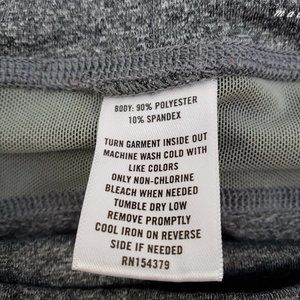 BODY: 90% POLYESTER
10% SPANDEX
TURN GARMENT INSIDE OUT
MACHINE WASH COLD WITH
LIKE COLORS
ONLY NON-CHLORINE
BLEACH WHEN NEEDED
TUMBLE DRY LOW
REMOVE PROMPTLY
COOL IRON ON REVERSE
SIDE IF NEEDED
RN154379